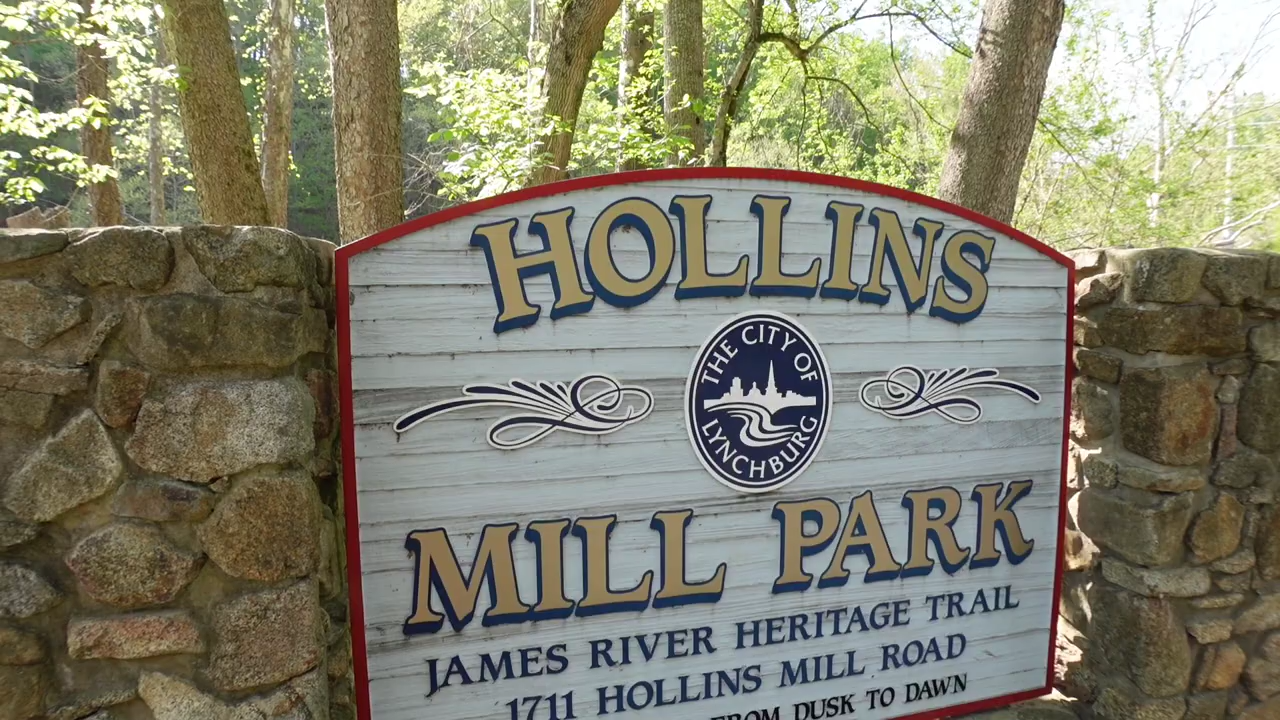 HOLLINS
THE CITY OF
LYNCHBURG
MILL PARK
JAMES RIVER HERITAGE TRAIL
1711 HOLLINS MILL ROAD
FROM DUSK TO DAWN